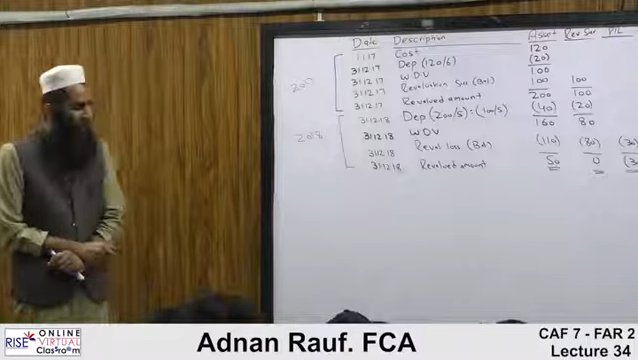 Date Description Asset Rev Sur P/L
1.1.17 Cost 120
31.12.17 Dep (120/6) (20)
31.12.17 WDV 100
31.12.17 Revaluation Sur (Bal) 100 100
31.12.17 Revalued amount 200 100
31.12.18 Dep (200/5) : (100/5) (40) (20)
31.12.18 WDV 160 80
31.12.18 Reval loss (Bal) (110) (80) (30)
31.12.18 Revalued amount 50 0
2018
RISE ONLINE VIRTUAL Classroom
Adnan Rauf. FCA
CAF 7 - FAR 2
Lecture 34